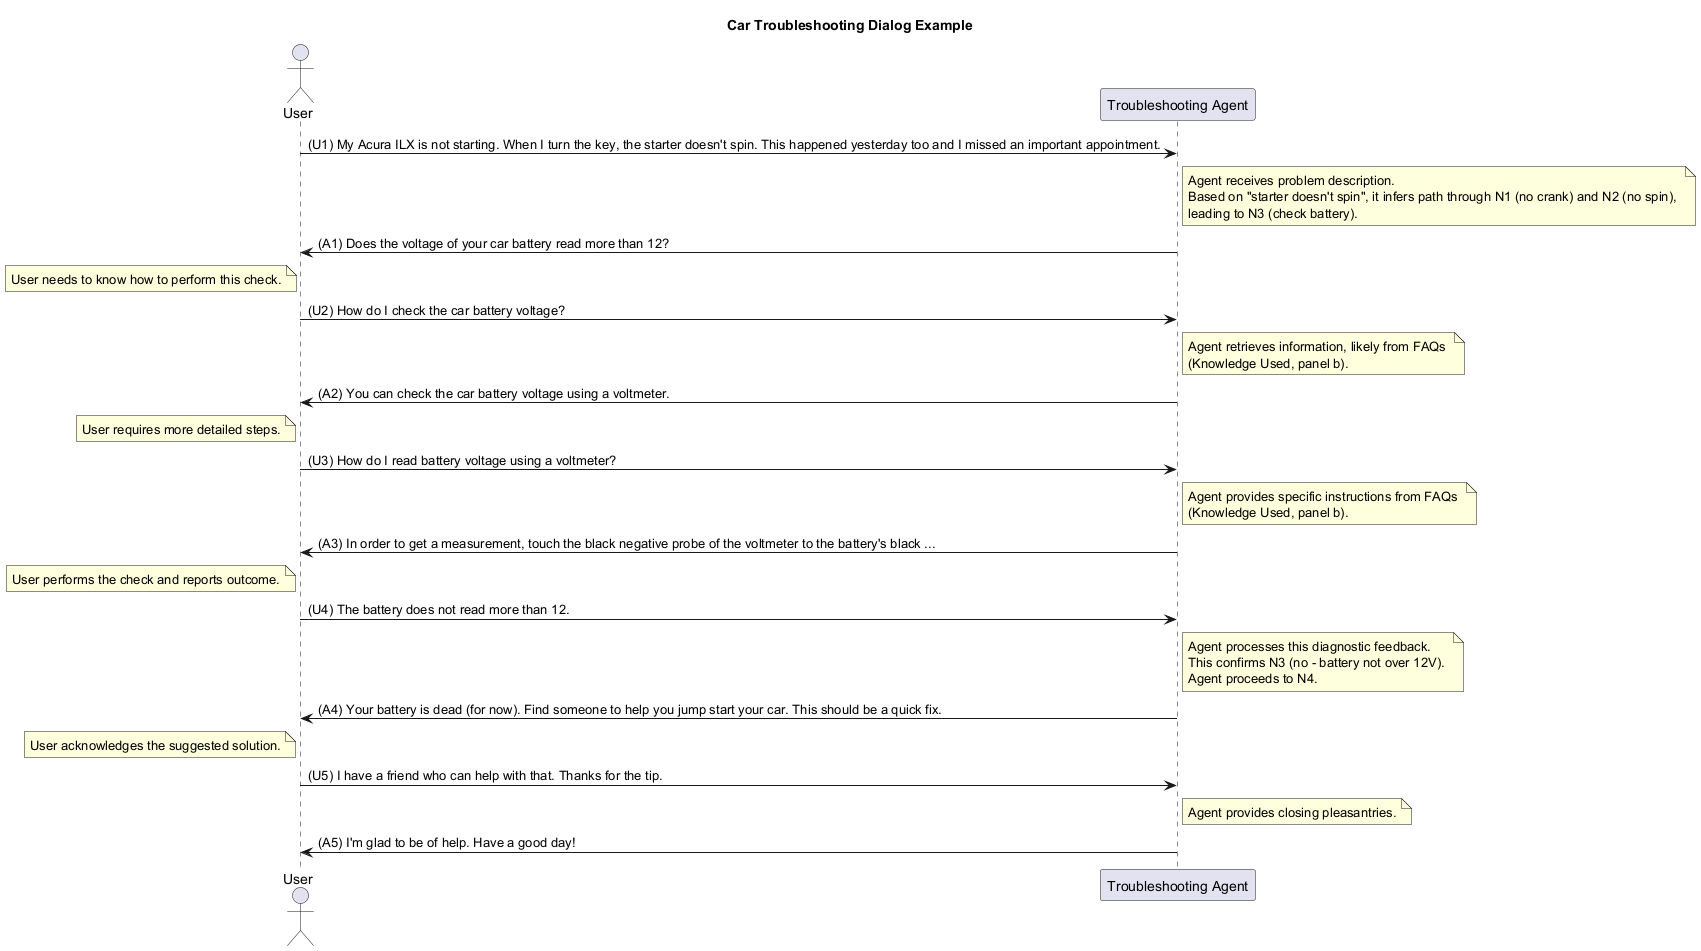 Car Troubleshooting Dialog Example
User
Troubleshooting Agent
(U1) My Acura ILX is not starting. When I turn the key, the starter doesn't spin. This happened yesterday too and I missed an important appointment.
Agent receives problem description.
Based on "starter doesn't spin", it infers path through N1 (no crank) and N2 (no spin),
leading to N3 (check battery).
(A1) Does the voltage of your car battery read more than 12?
User needs to know how to perform this check.
(U2) How do I check the car battery voltage?
Agent retrieves information, likely from FAQs
(Knowledge Used, panel b).
(A2) You can check the car battery voltage using a voltmeter.
User requires more detailed steps.
(U3) How do I read battery voltage using a voltmeter?
Agent provides specific instructions from FAQs
(Knowledge Used, panel b).
(A3) In order to get a measurement, touch the black negative probe of the voltmeter to the battery's black ...
User performs the check and reports outcome.
(U4) The battery does not read more than 12.
Agent processes this diagnostic feedback.
This confirms N3 (no - battery not over 12V).
Agent proceeds to N4.
(A4) Your battery is dead (for now). Find someone to help you jump start your car. This should be a quick fix.
User acknowledges the suggested solution.
(U5) I have a friend who can help with that. Thanks for the tip.
Agent provides closing pleasantries.
(A5) I'm glad to be of help. Have a good day!
User
Troubleshooting Agent